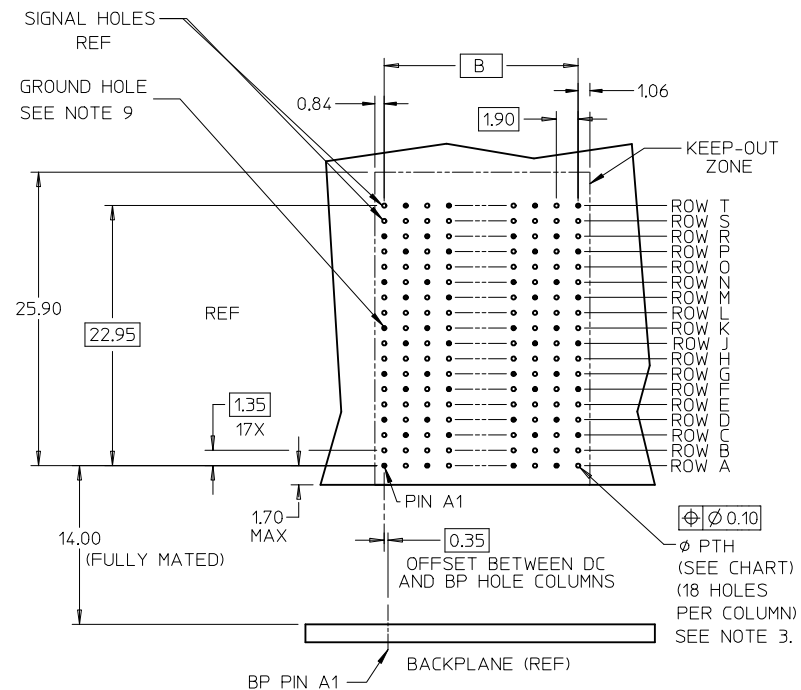 SIGNAL HOLES
REF
GROUND HOLE
SEE NOTE 9
B
0.84
1.06
1.90
KEEP-OUT
ZONE
ROW T
ROW S
ROW R
ROW P
ROW O
ROW N
ROW M
ROW L
ROW K
ROW J
ROW H
ROW G
ROW F
ROW E
ROW D
ROW C
ROW B
ROW A
25.90
22.95
REF
1.35
17X
PIN A1
1.70
MAX
14.00
(FULLY MATED)
0.35
OFFSET BETWEEN DC
AND BP HOLE COLUMNS
⌖ Ø 0.10
Ø PTH
(SEE CHART)
(18 HOLES
PER COLUMN)
SEE NOTE 3.
BACKPLANE (REF)
BP PIN A1